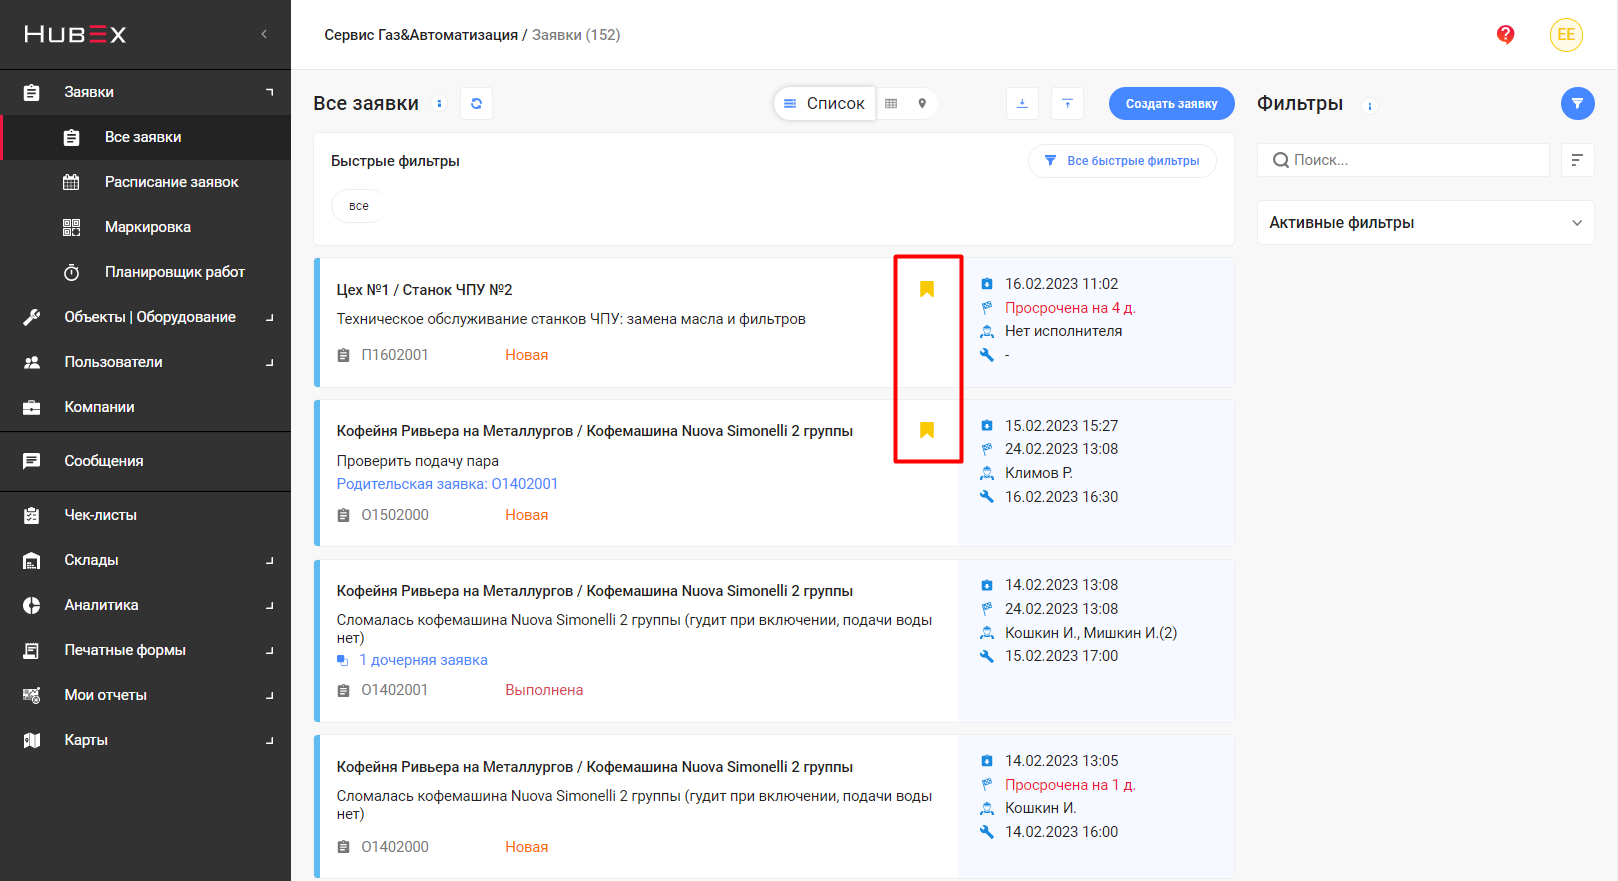 HUBEX
Заявки
Все заявки
Расписание заявок
Маркировка
Планировщик работ
Объекты | Оборудование
Пользователи
Компании
Сообщения
Чек-листы
Склады
Аналитика
Печатные формы
Мои отчеты
Карты
Сервис Газ&Автоматизация / Заявки (152)
EE
Все заявки
Список
Создать заявку
Быстрые фильтры
Все быстрые фильтры
все
Цех №1 / Станок ЧПУ №2
Техническое обслуживание станков ЧПУ: замена масла и фильтров
П1602001 Новая
16.02.2023 11:02
Просрочена на 4 д.
Нет исполнителя
-
Кофейня Ривьера на Металлургов / Кофемашина Nuova Simonelli 2 группы
Проверить подачу пара
Родительская заявка: О1402001
О1502000 Новая
15.02.2023 15:27
24.02.2023 13:08
Климов Р.
16.02.2023 16:30
Кофейня Ривьера на Металлургов / Кофемашина Nuova Simonelli 2 группы
Сломалась кофемашина Nuova Simonelli 2 группы (гудит при включении, подачи воды
нет)
1 дочерняя заявка
О1402001 Выполнена
14.02.2023 13:08
24.02.2023 13:08
Кошкин И., Мишкин И.(2)
15.02.2023 17:00
Кофейня Ривьера на Металлургов / Кофемашина Nuova Simonelli 2 группы
Сломалась кофемашина Nuova Simonelli 2 группы (гудит при включении, подачи воды
нет)
О1402000 Новая
14.02.2023 13:05
Просрочена на 1 д.
Кошкин И.
14.02.2023 16:00
Фильтры
Поиск...
Активные фильтры